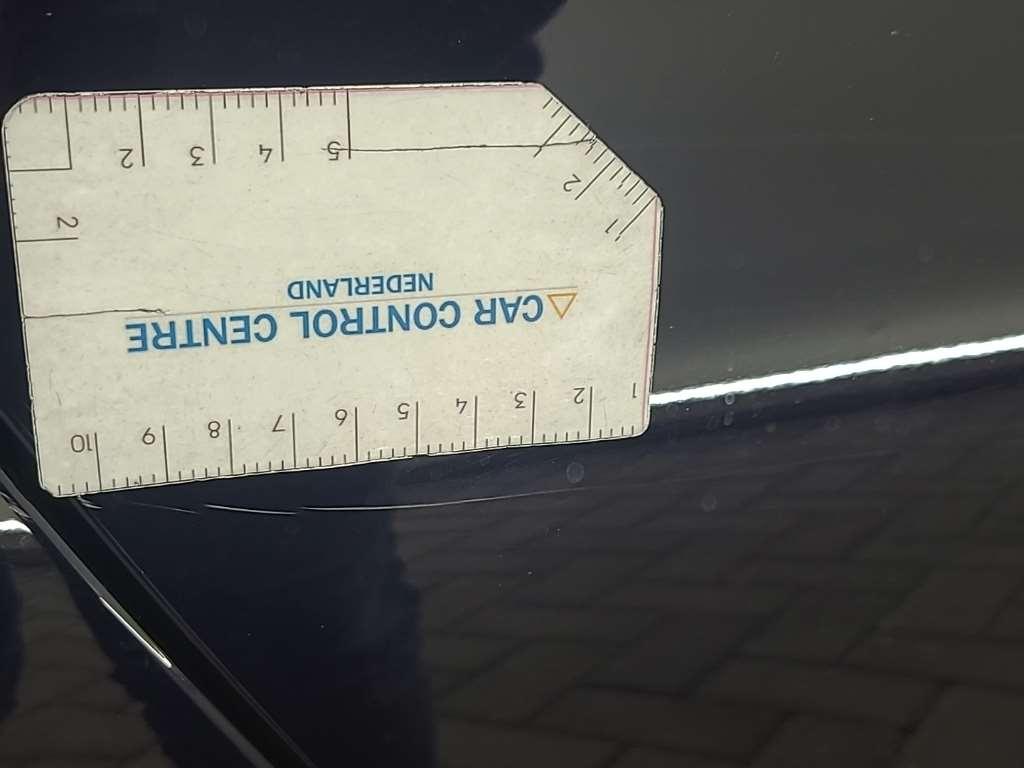 10 9 8 7 6 5 4 3 2 1
CAR CONTROL CENTRE
NEDERLAND
2
1
2
5 4 3 2